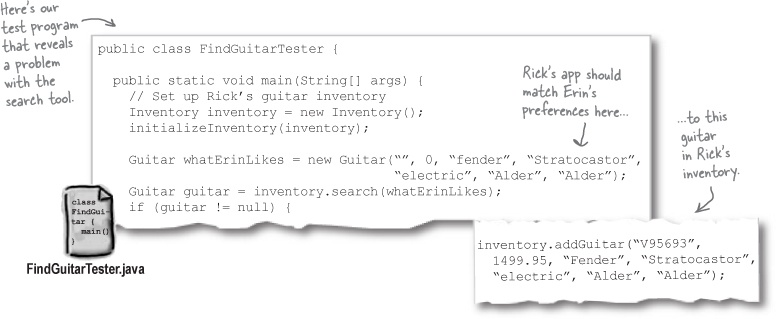 Here's our
test program
that reveals
a problem
with the
search tool.
public class FindGuitarTester {
public static void main(String[] args) {
// Set up Rick’s guitar inventory
Inventory inventory = new Inventory();
initializeInventory(inventory);
Guitar whatErinLikes = new Guitar(“”, 0, “fender”, “Stratocastor”,
“electric”, “Alder”, “Alder”);
Guitar guitar = inventory.search(whatErinLikes);
if (guitar != null) {
Rick's app should
match Erin's
preferences here...
...to this
guitar
in Rick's
inventory.
inventory.addGuitar(“V95693”,
1499.95, “Fender”, “Stratocastor”,
“electric”, “Alder”, “Alder”);
class
FindGui-
tar {
main()
}
FindGuitarTester.java